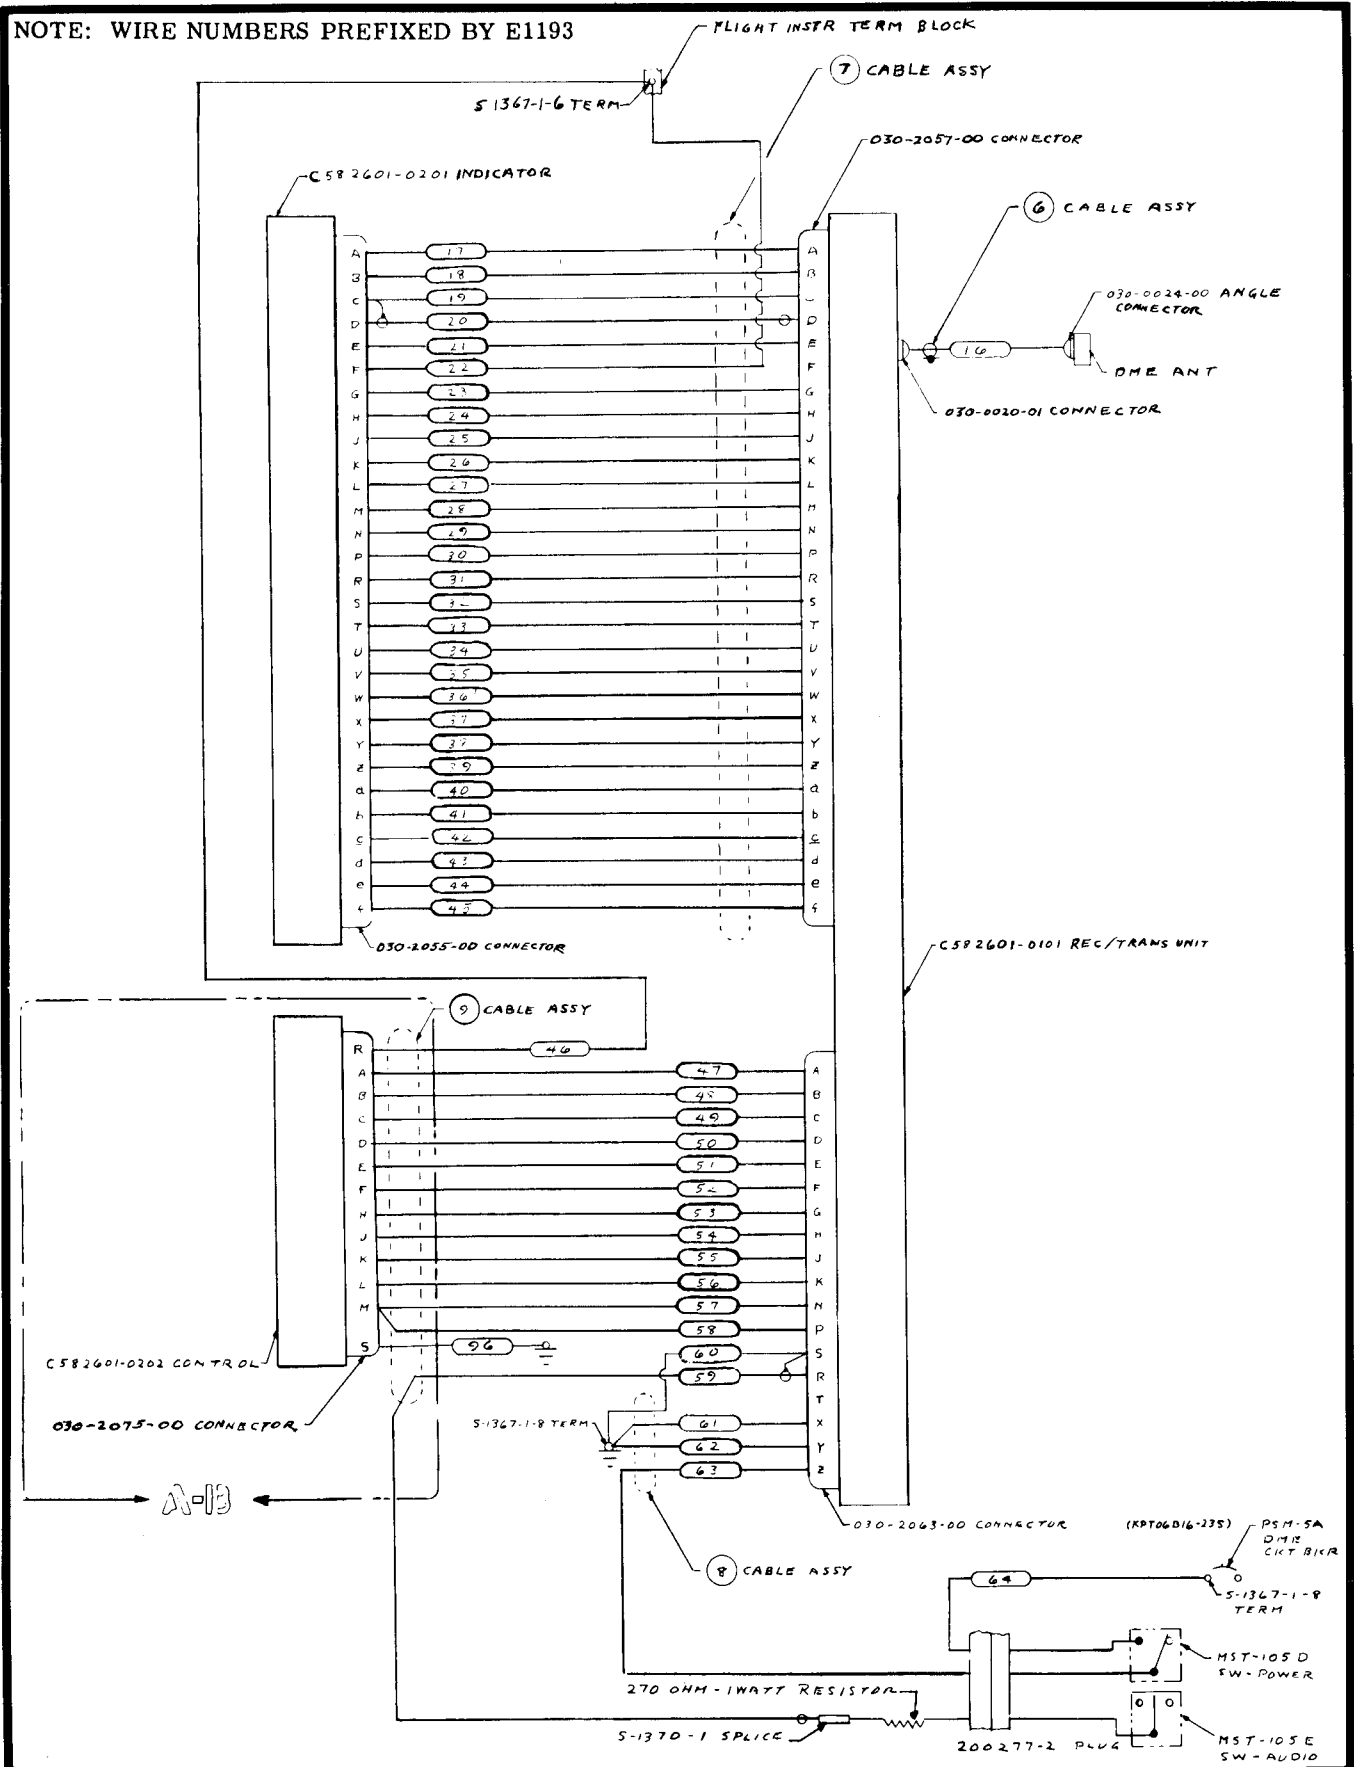 NOTE: WIRE NUMBERS PREFIXED BY E1193
FLIGHT INSTR TERM BLOCK
S1367-1-6 TERM
7 CABLE ASSY
030-2057-00 CONNECTOR
C582601-0201 INDICATOR
6 CABLE ASSY
030-0024-00 ANGLE
CONNECTOR
16
DME ANT
030-0020-01 CONNECTOR
A 17 A
B 18 B
C 19
D 20 D
E 21 E
F 22 F
G 23 G
H 24 H
J 25 J
K 26 K
L 27 L
M 28 M
N 29 N
P 30 P
R 31 R
S S
T 33 T
U 34 U
V 35 V
W 36 W
X 37 X
Y Y
Z 39 Z
a 40 a
b 41 b
c 42 c
d 43 d
e 44 e
f 45 f
030-2055-00 CONNECTOR
C582601-0101 REC/TRANS UNIT
9 CABLE ASSY
R 46
A 47 A
B 48 B
C 49 C
D 50 D
E 51 E
F F
H 53 G
J 54 H
K 55 J
L 56 K
M 57 N
58 P
S 96
60 S
59 R
T
61 X
62 Y
63 Z
C582601-0202 CONTROL
030-2075-00 CONNECTOR
S-1367-1-8 TERM
A-13
030-2063-00 CONNECTOR
(KPT06B16-23S)
PSM-5A
DME
CKT BKR
8 CABLE ASSY
64
S-1367-1-8
TERM
MST-105D
SW-POWER
270 OHM-1WATT RESISTOR
S-1370-1 SPLICE
200277-2 PLUG
MST-105E
SW-AUDIO